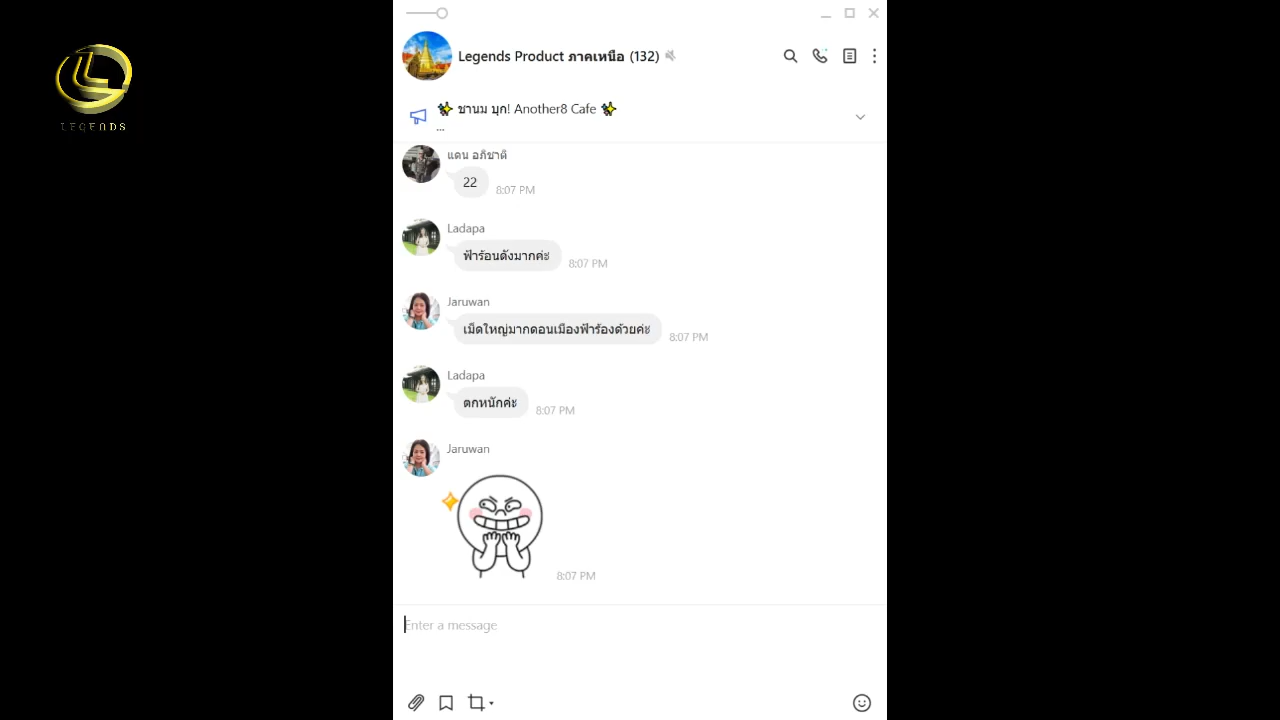 LEGENDS
Legends Product ภาคเหนือ (132)
✨ ชานม บุก! Another8 Cafe ✨
...
แดน อภิชาติ
22
8:07 PM
Ladapa
ฟ้าร้อนดังมากค่ะ
8:07 PM
Jaruwan
เม็ดใหญ่มากดอนเมืองฟ้าร้องด้วยค่ะ
8:07 PM
Ladapa
ตกหนักค่ะ
8:07 PM
Jaruwan
8:07 PM
Enter a message